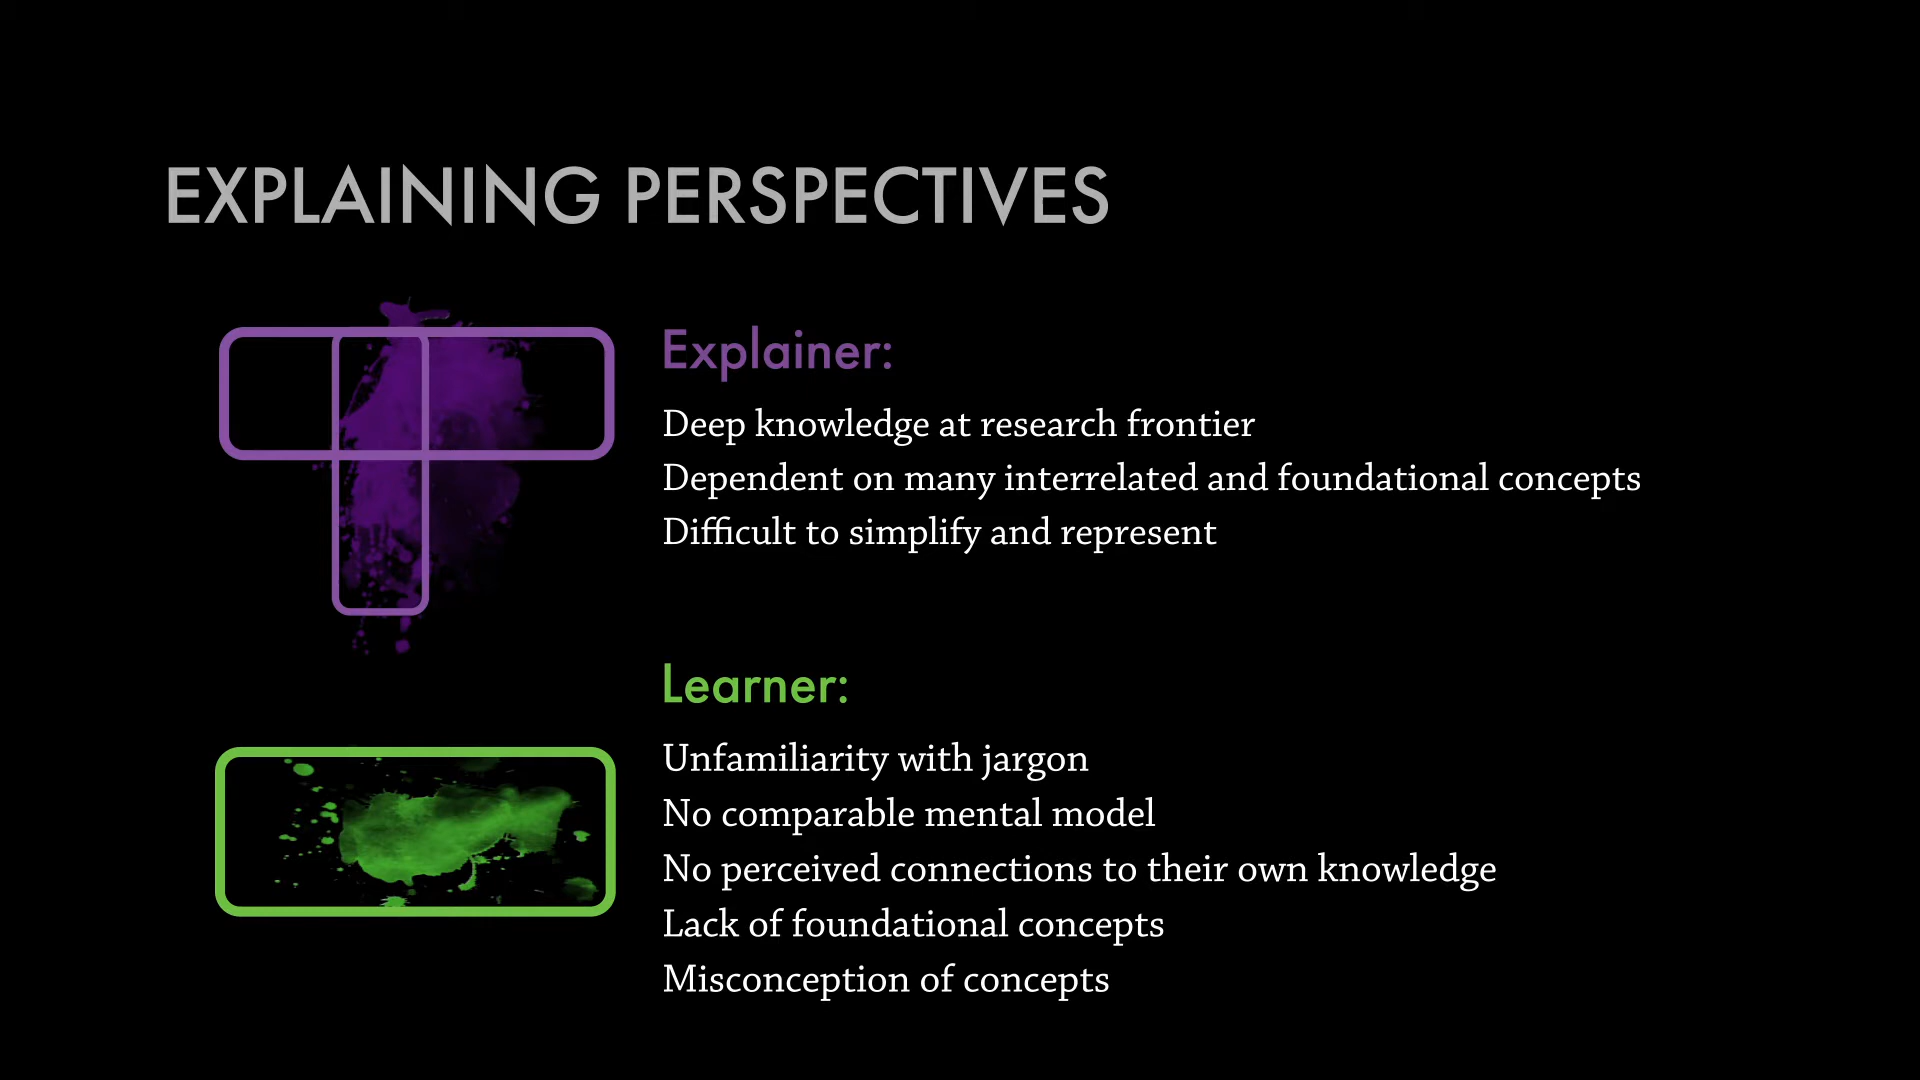 EXPLAINING PERSPECTIVES
Explainer:
Deep knowledge at research frontier
Dependent on many interrelated and foundational concepts
Difficult to simplify and represent
Learner:
Unfamiliarity with jargon
No comparable mental model
No perceived connections to their own knowledge
Lack of foundational concepts
Misconception of concepts